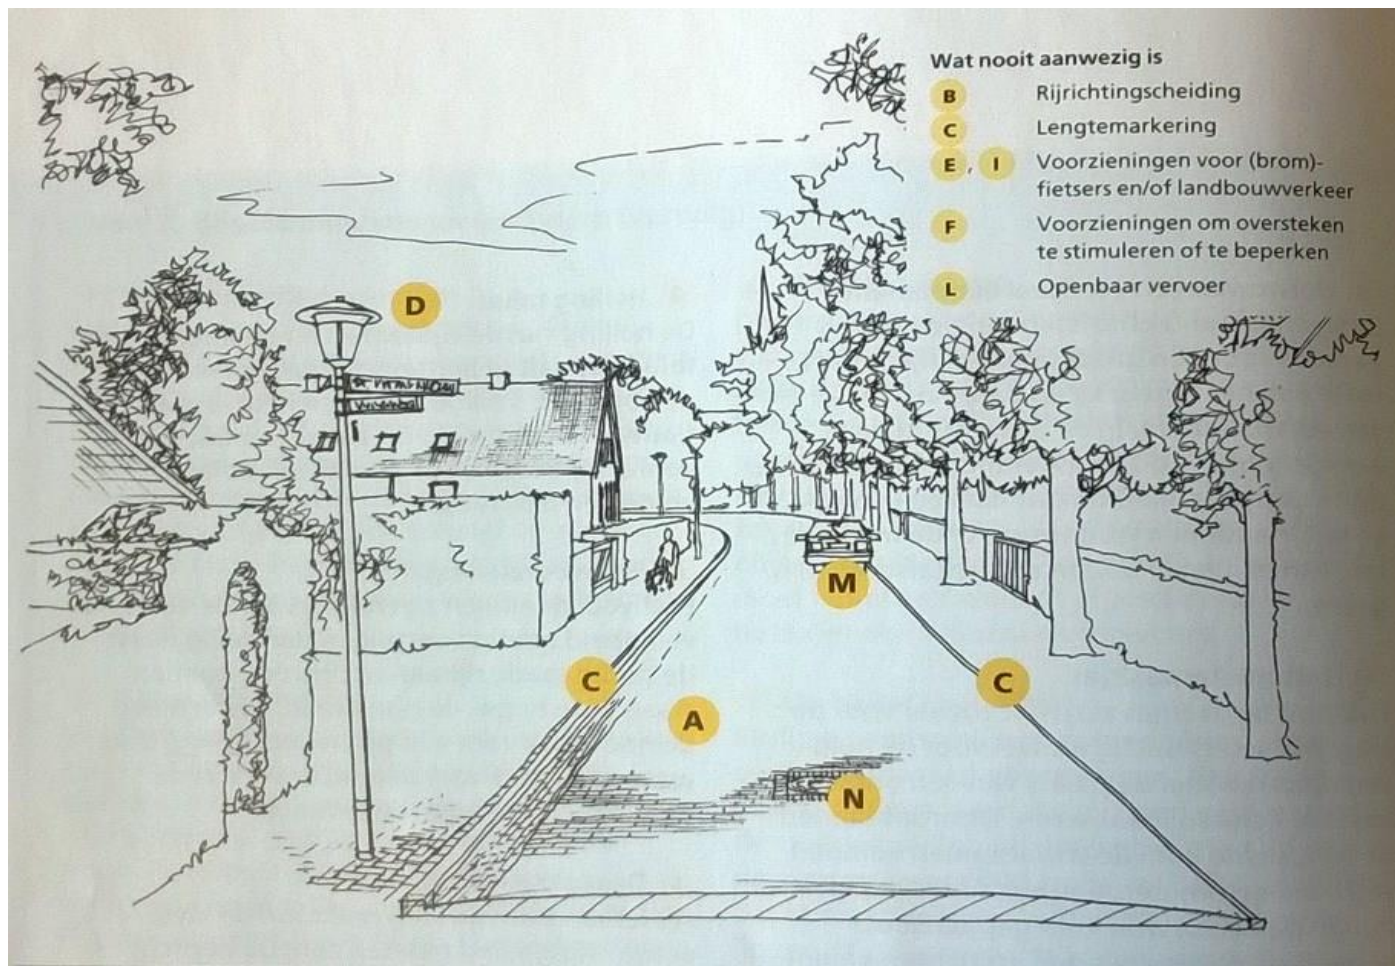 Wat nooit aanwezig is
B Rijrichtingscheiding
C Lengtemarkering
E, I Voorzieningen voor (brom)-
fietsers en/of landbouwverkeer
F Voorzieningen om oversteken
te stimuleren of te beperken
L Openbaar vervoer
D
M
C
C
A
N